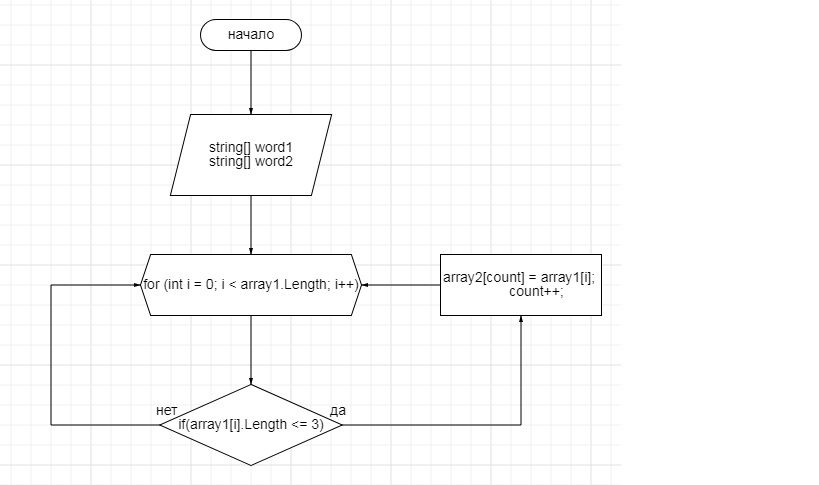 начало
string[] word1
string[] word2
for (int i = 0; i < array1.Length; i++)
array2[count] = array1[i];
count++;
нет
да
if(array1[i].Length <= 3)